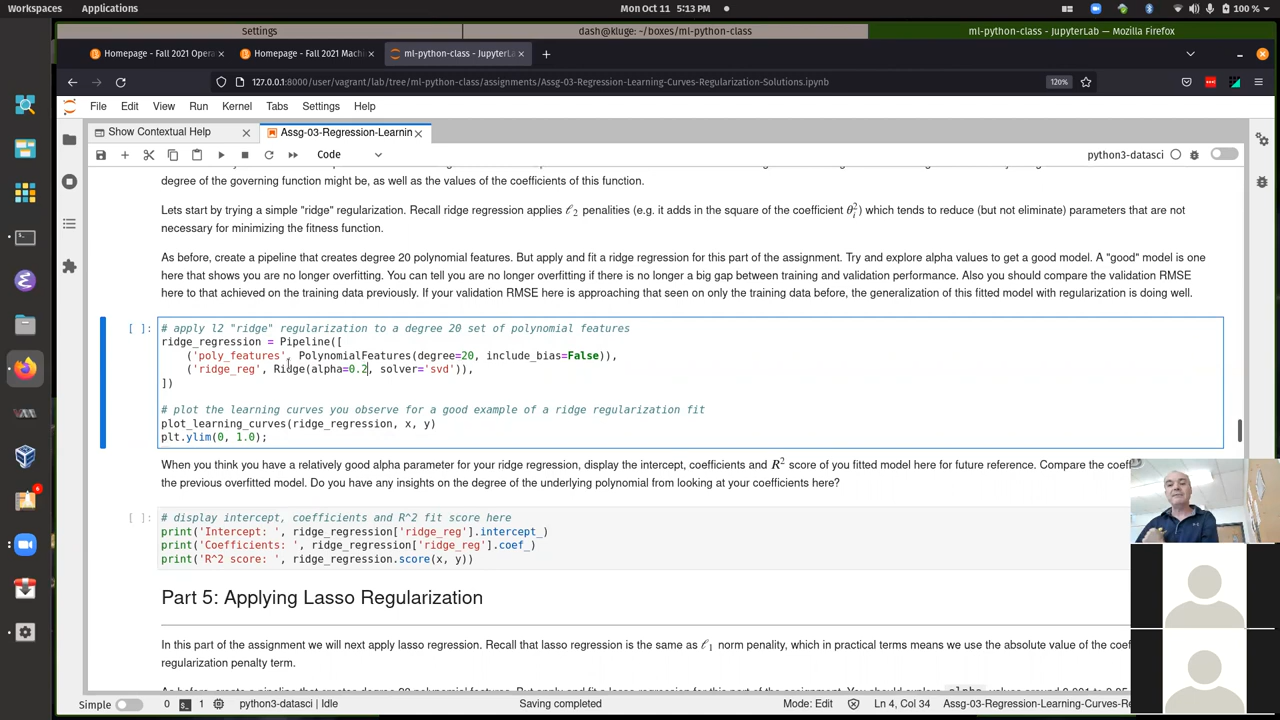 Applications
Places
Mon Oct 11 5:13 PM
100 %
Settings
dash@kluge: ~/boxes/ml-python-class
ml-python-class - JupyterLab — Mozilla Firefox
Homepage - Fall 2021 Opera
Homepage - Fall 2021 Machi
ml-python-class - JupyterL
127.0.0.1:8000/user/vagrant/lab/tree/ml-python-class/assignments/Assg-03-Regression-Learning-Curves-Regularization-Solutions.ipynb
120%
File Edit View Run Kernel Tabs Settings Help
Show Contextual Help
Assg-03-Regression-Learnin
Code
python3-datasci
degree of the governing function might be, as well as the values of the coefficients of this function.
Lets start by trying a simple "ridge" regularization. Recall ridge regression applies ℓ2 penalities (e.g. it adds in the square of the coefficient θi²) which tends to reduce (but not eliminate) parameters that are not
necessary for minimizing the fitness function.
As before, create a pipeline that creates degree 20 polynomial features. But apply and fit a ridge regression for this part of the assignment. Try and explore alpha values to get a good model. A "good" model is one
here that shows you are no longer overfitting. You can tell you are no longer overfitting if there is no longer a big gap between training and validation performance. Also you should compare the validation RMSE
here to that achieved on the training data previously. If your validation RMSE here is approaching that seen on only the training data before, the generalization of this fitted model with regularization is doing well.
[ ]: # apply l2 "ridge" regularization to a degree 20 set of polynomial features
ridge_regression = Pipeline([
('poly_features', PolynomialFeatures(degree=20, include_bias=False)),
('ridge_reg', Ridge(alpha=0.2, solver='svd')),
])
# plot the learning curves you observe for a good example of a ridge regularization fit
plot_learning_curves(ridge_regression, x, y)
plt.ylim(0, 1.0);
When you think you have a relatively good alpha parameter for your ridge regression, display the intercept, coefficients and R² score of you fitted model here for future reference. Compare the coef
the previous overfitted model. Do you have any insights on the degree of the underlying polynomial from looking at your coefficients here?
[ ]: # display intercept, coefficients and R^2 fit score here
print('Intercept: ', ridge_regression['ridge_reg'].intercept_)
print('Coefficients: ', ridge_regression['ridge_reg'].coef_)
print('R^2 score: ', ridge_regression.score(x, y))
Part 5: Applying Lasso Regularization
In this part of the assignment we will next apply lasso regression. Recall that lasso regression is the same as ℓ1 norm penality, which in practical terms means we use the absolute value of the coef
regularization penalty term.
Simple
0
1
python3-datasci | Idle
Saving completed
Mode: Edit
Ln 4, Col 34
Assg-03-Regression-Learning-Curves-Re